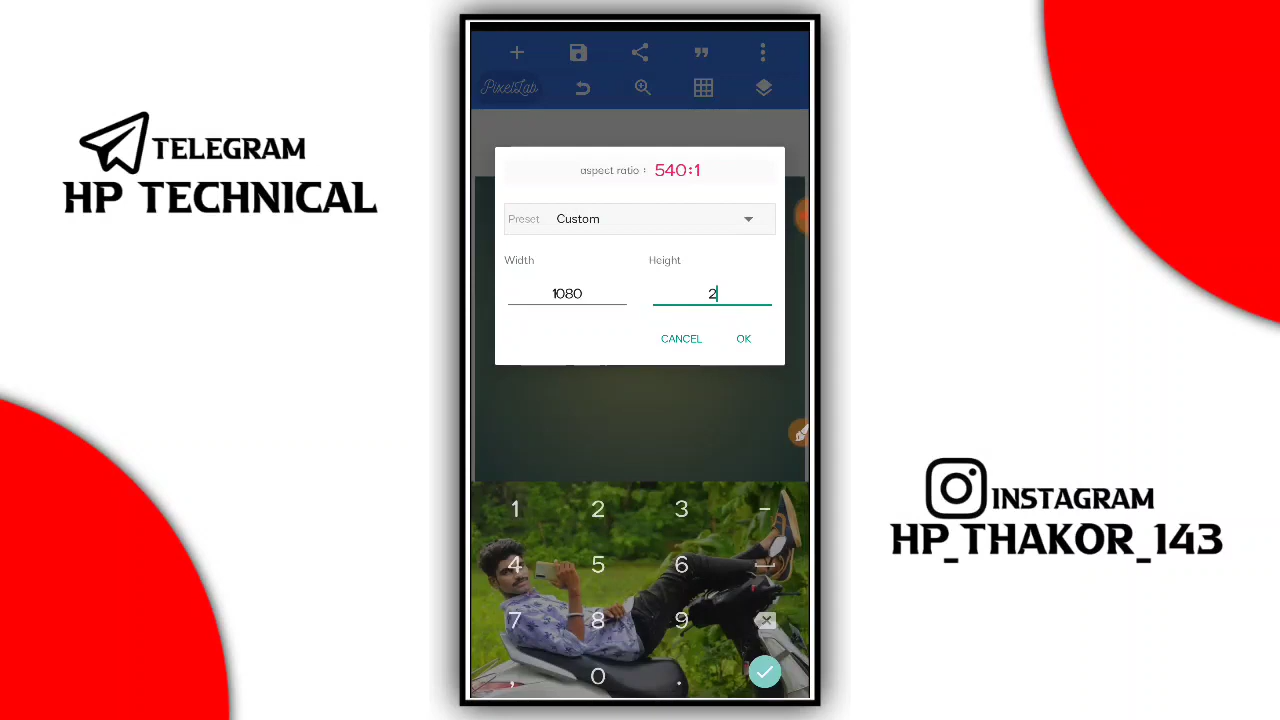 TELEGRAM
HP TECHNICAL
PixelLab
aspect ratio : 540:1
Preset Custom
Width Height
1080 2
CANCEL OK
1 2 3 -
4 5 6
7 8 9
, 0 .
INSTAGRAM
HP_THAKOR_143